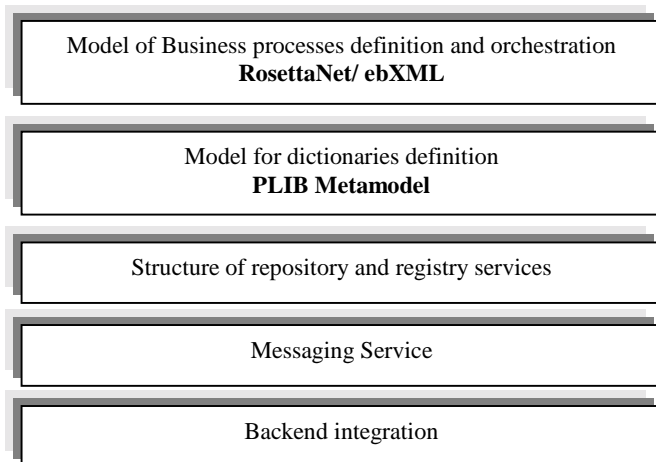 Model of Business processes definition and orchestration
RosettaNet/ ebXML
Model for dictionaries definition
PLIB Metamodel
Structure of repository and registry services
Messaging Service
Backend integration